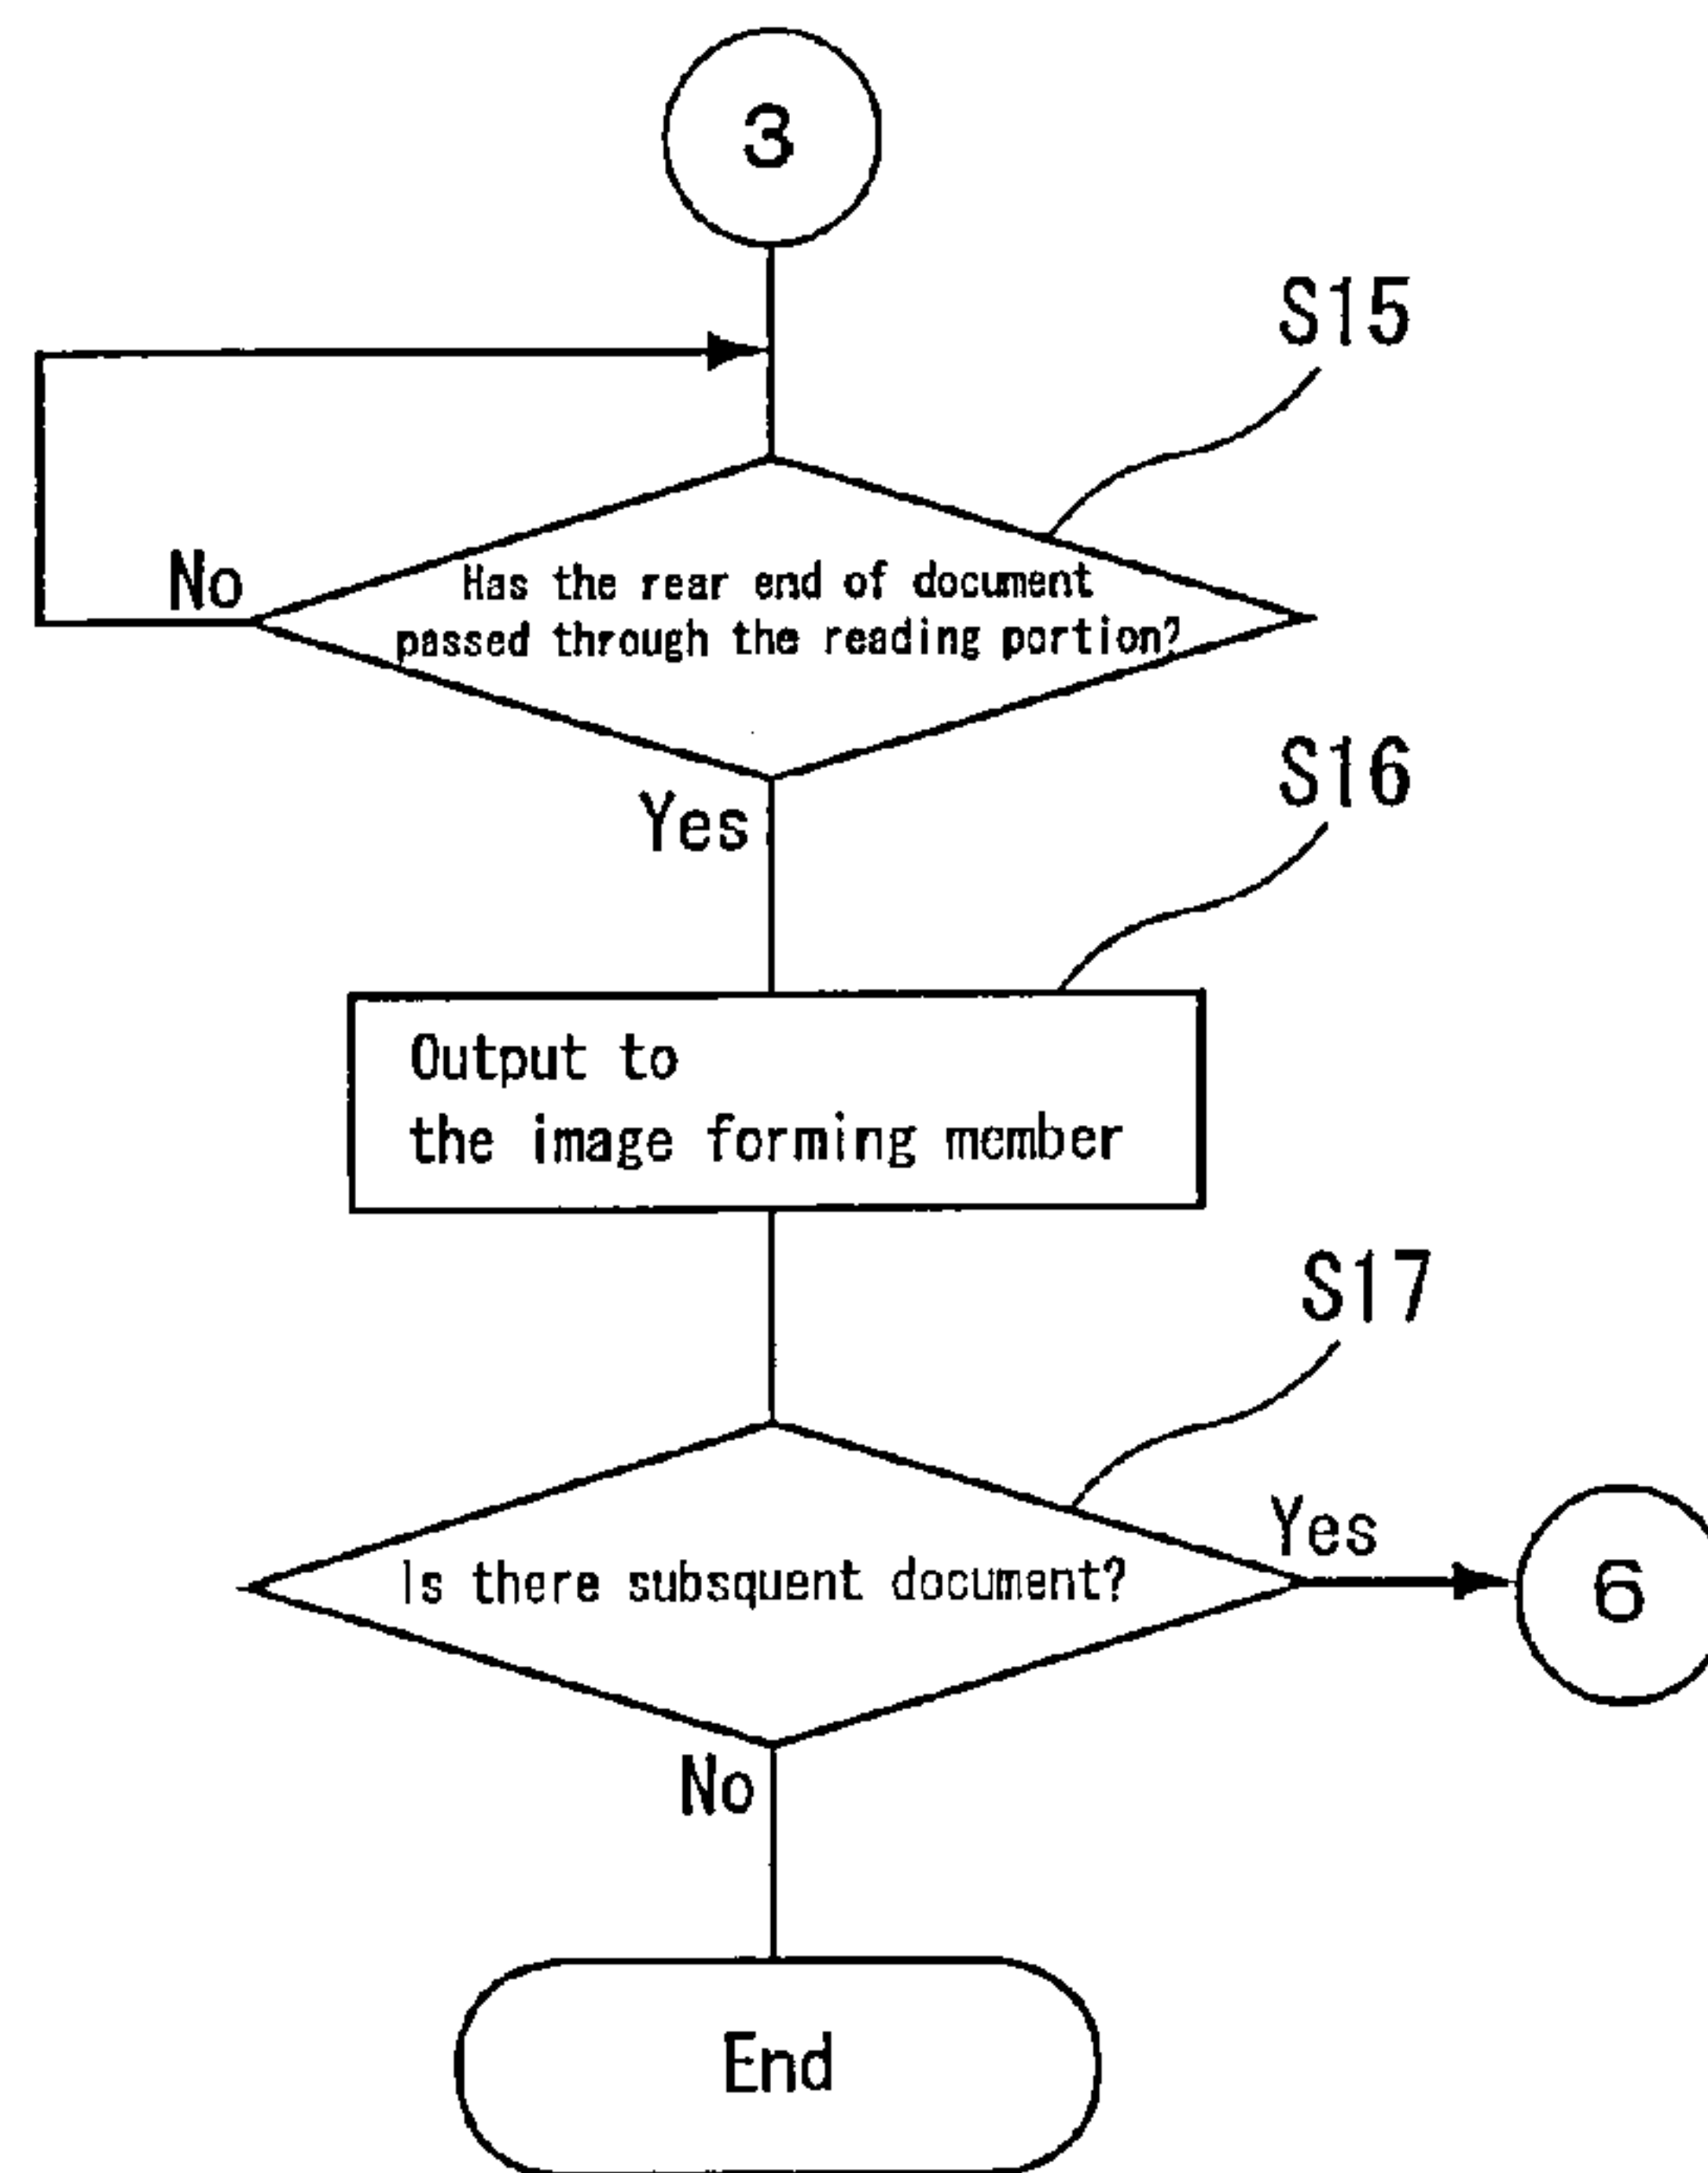 3
S15
No
Has the rear end of document
passed through the reading portion?
Yes
S16
Output to
the image forming member
S17
Is there subsquent document?
Yes
6
No
End